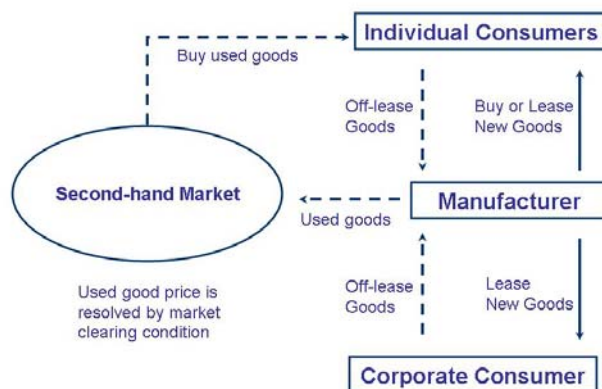 Individual Consumers
Buy used goods
Off-lease
Goods
Buy or Lease
New Goods
Second-hand Market
Manufacturer
Used goods
Off-lease
Goods
Lease
New Goods
Used good price is
resolved by market
clearing condition
Corporate Consumer